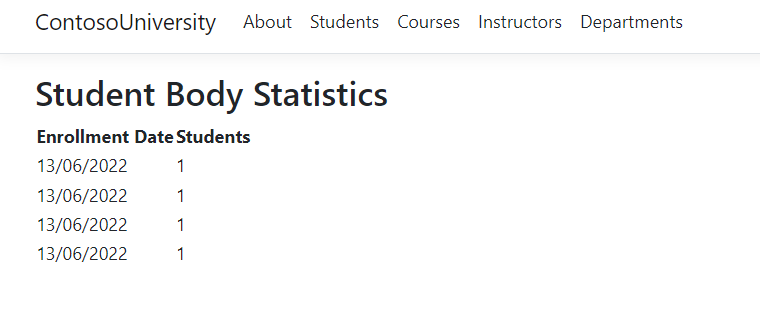 ContosoUniversity About Students Courses Instructors Departments
Student Body Statistics
Enrollment Date Students
13/06/2022 1
13/06/2022 1
13/06/2022 1
13/06/2022 1